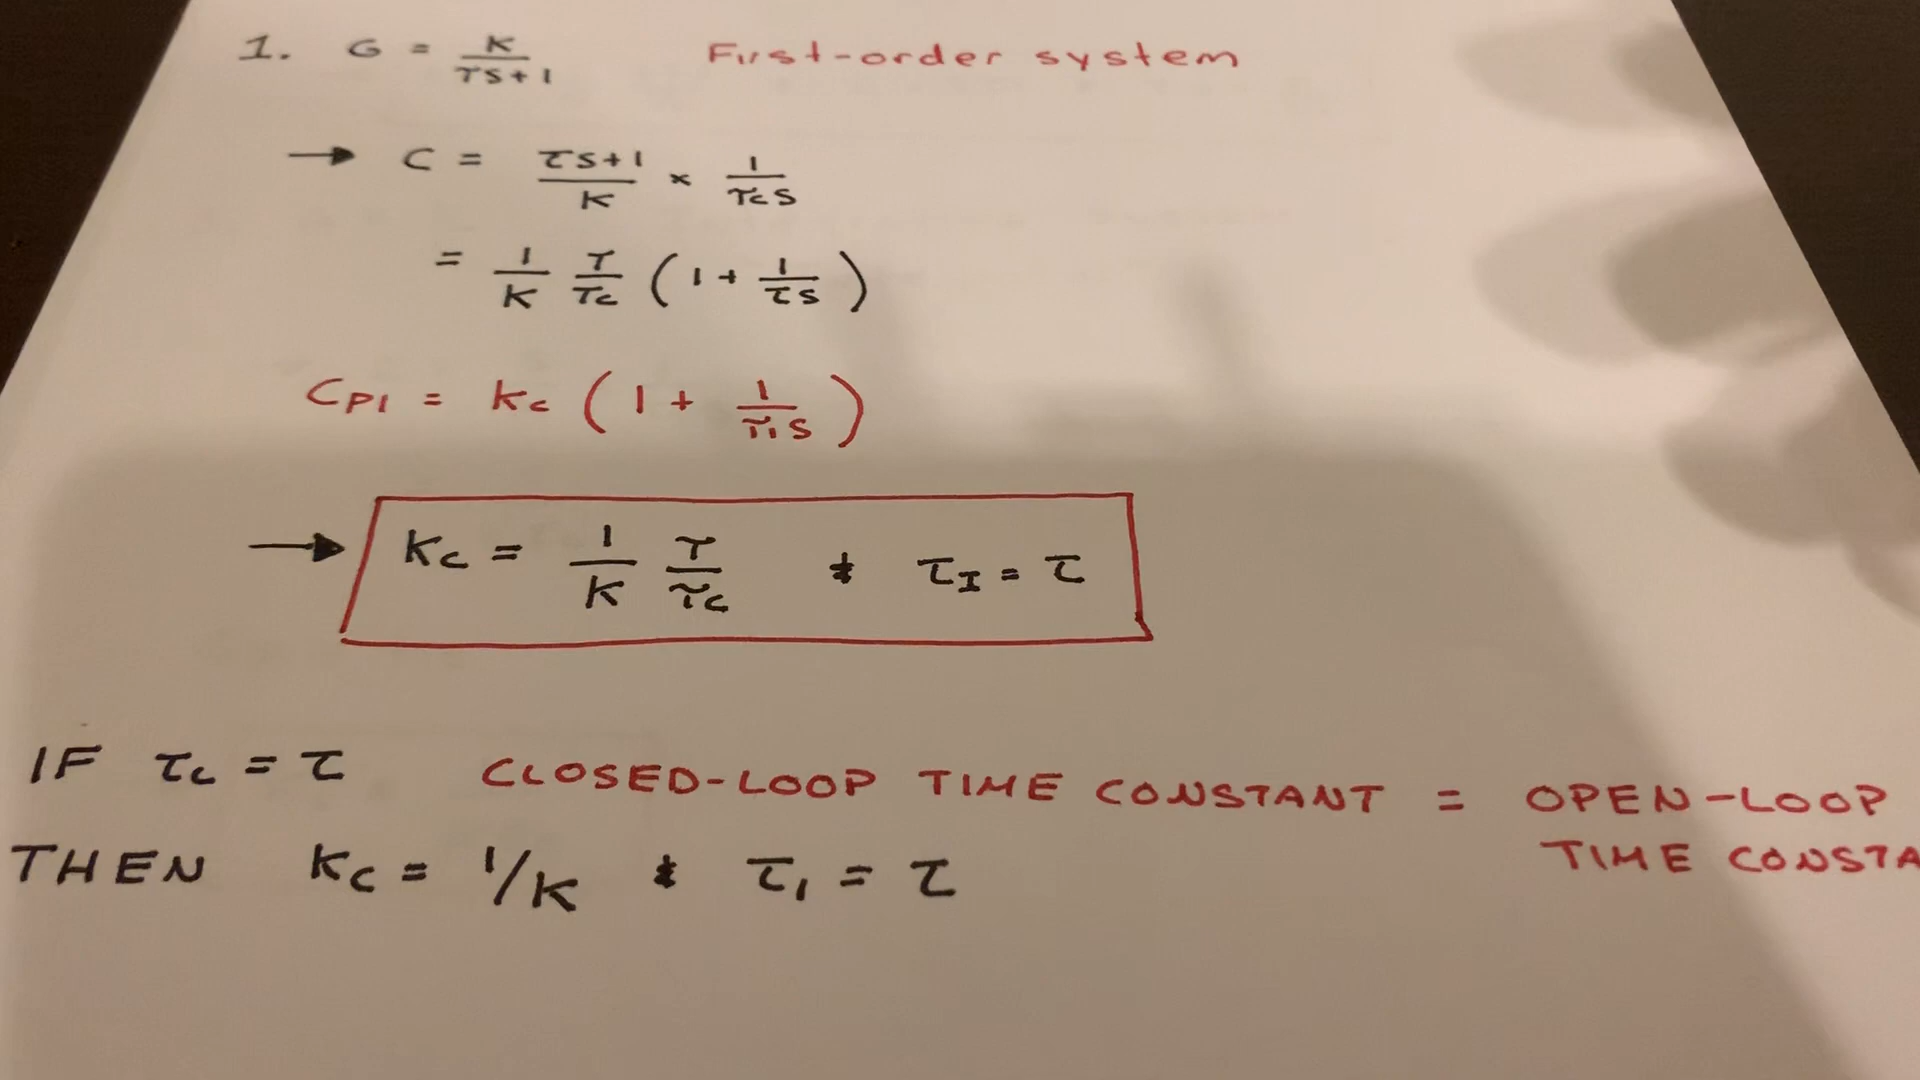 1. G = K / τs+1 First-order system
→ C = τs+1 / K × 1 / τcs
= 1/K τ/τc (1 + 1/τs)
CPI = Kc (1 + 1/τIs)
→ Kc = 1/K τ/τc & τI = τ
IF τc = τ CLOSED-LOOP TIME CONSTANT = OPEN-LOOP
TIME CONSTA
THEN Kc = 1/K & τI = τ